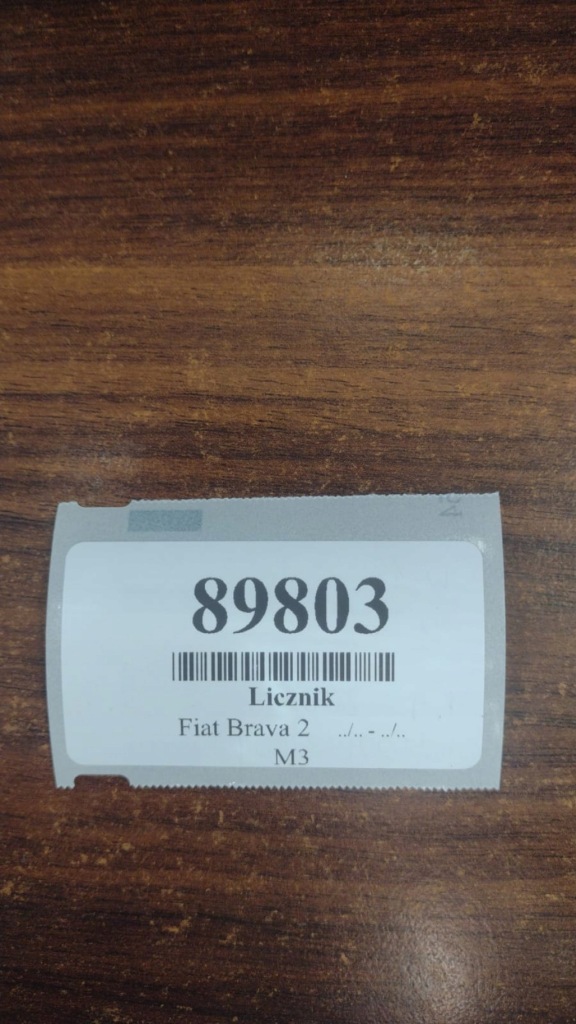 89803
Licznik
Fiat Brava 2 ../.. - ../..
M3